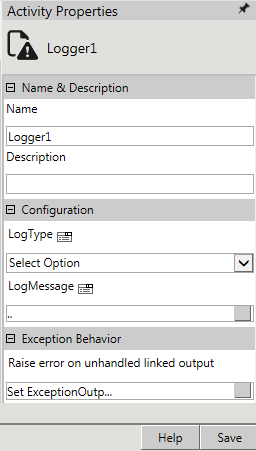 Activity Properties
Logger1
Name & Description
Name
Logger1
Description
Configuration
LogType
Select Option
LogMessage
..
Exception Behavior
Raise error on unhandled linked output
Set ExceptionOutp...
Help
Save